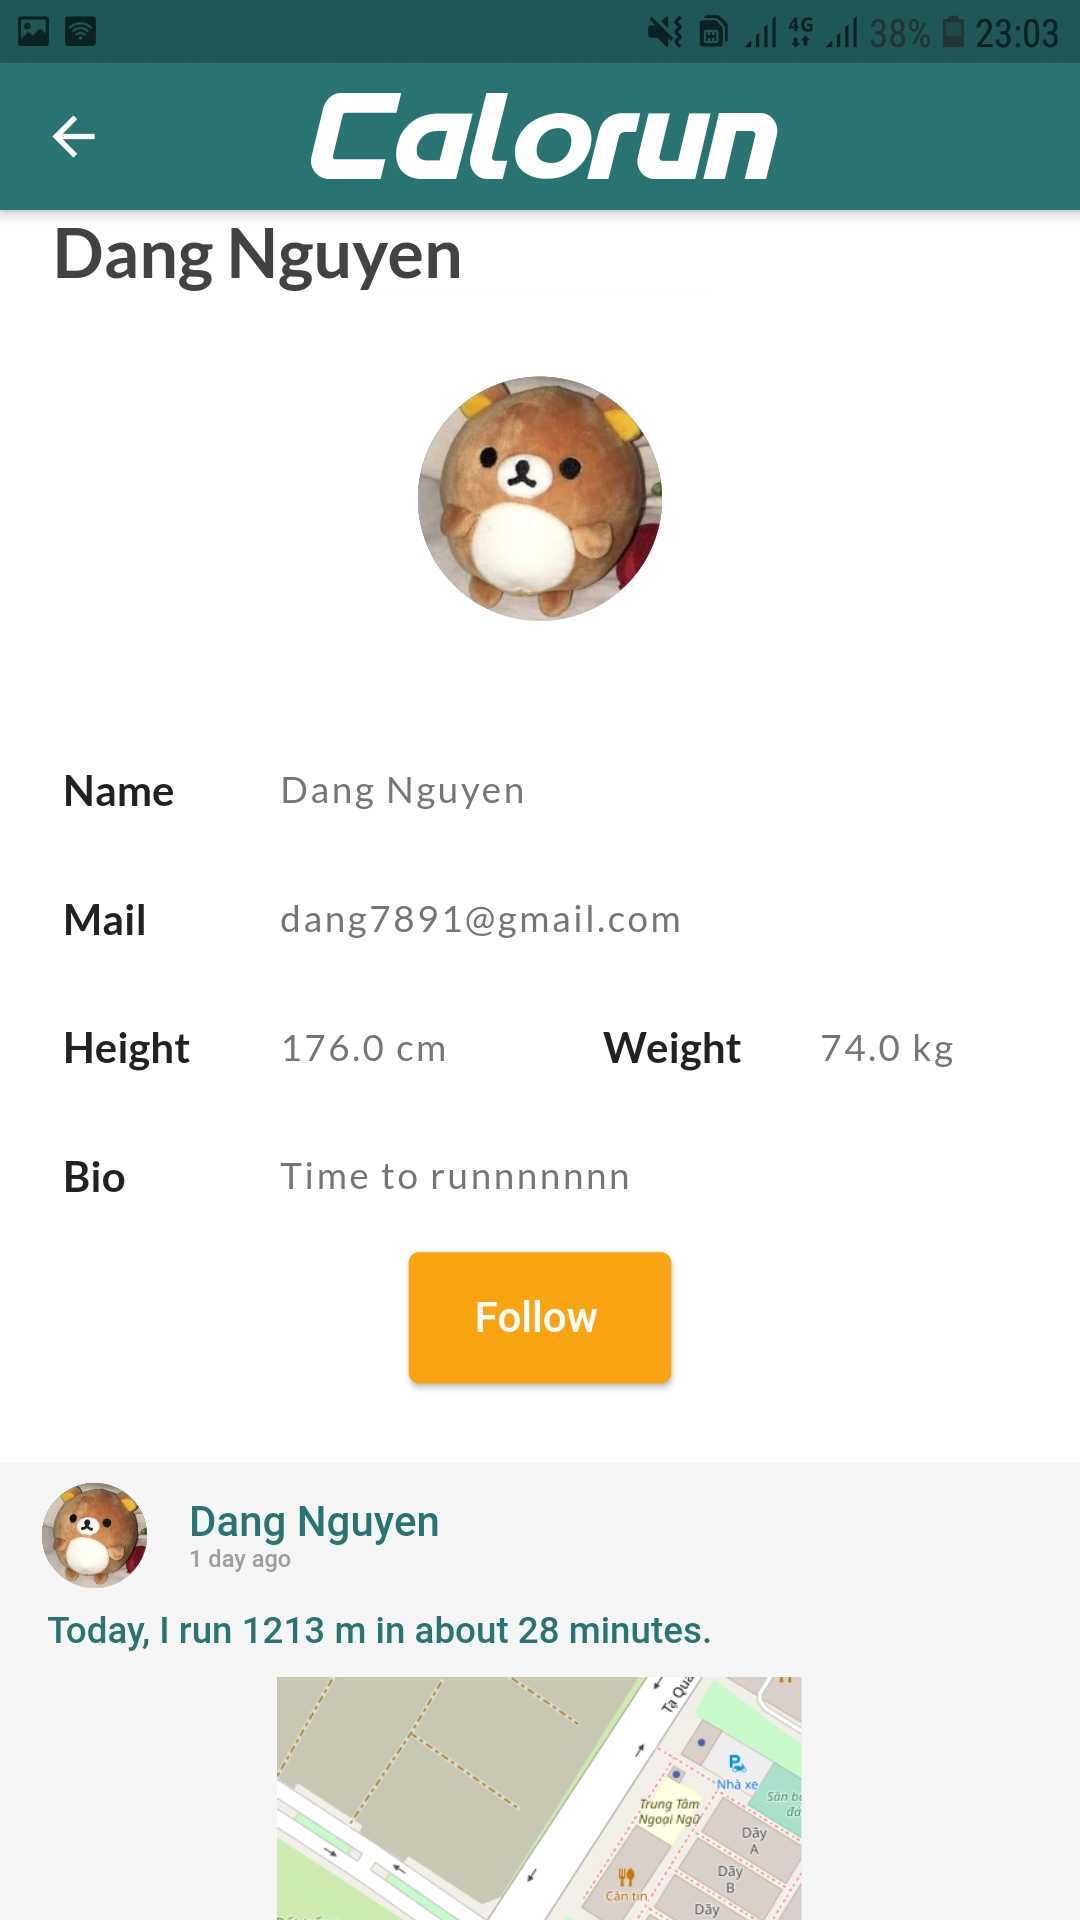 4G 38% 23:03
Calorun
Dang Nguyen
Name Dang Nguyen
Mail dang7891@gmail.com
Height 176.0 cm Weight 74.0 kg
Bio Time to runnnnnnn
Follow
Dang Nguyen
1 day ago
Today, I run 1213 m in about 28 minutes.
Tạ Qua
Nhà xe
Sân
Trung Tâm
Ngoại Ngữ
Dãy
A
Dãy
B
Căn tin
Dãy